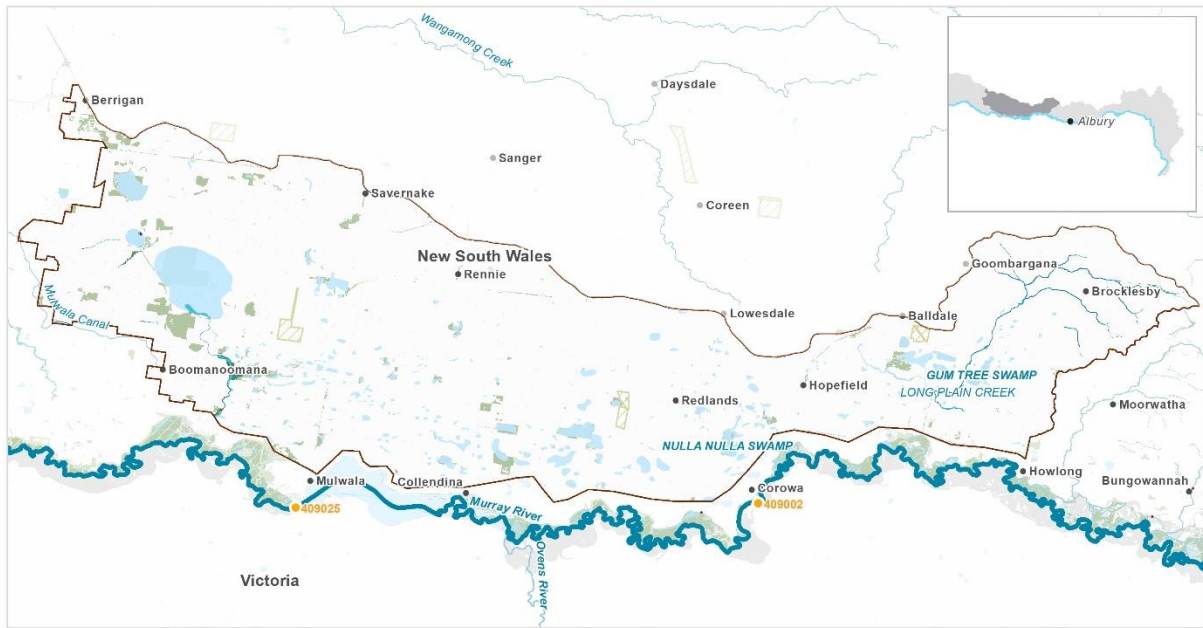 Wangamong Creek
Daysdale
Berrigan
Albury
Sanger
Savernake
Coreen
New South Wales
Rennie
Goombargana
Brocklesby
Mulwala Canal
Lowesdale
Balldale
Boomanoomana
GUM TREE SWAMP
Hopefield
LONG PLAIN CREEK
Redlands
Moorwatha
NULLA NULLA SWAMP
Howlong
Mulwala
Collendina
Corowa
Bungowannah
Murray River
409025
409002
Ovens River
Victoria